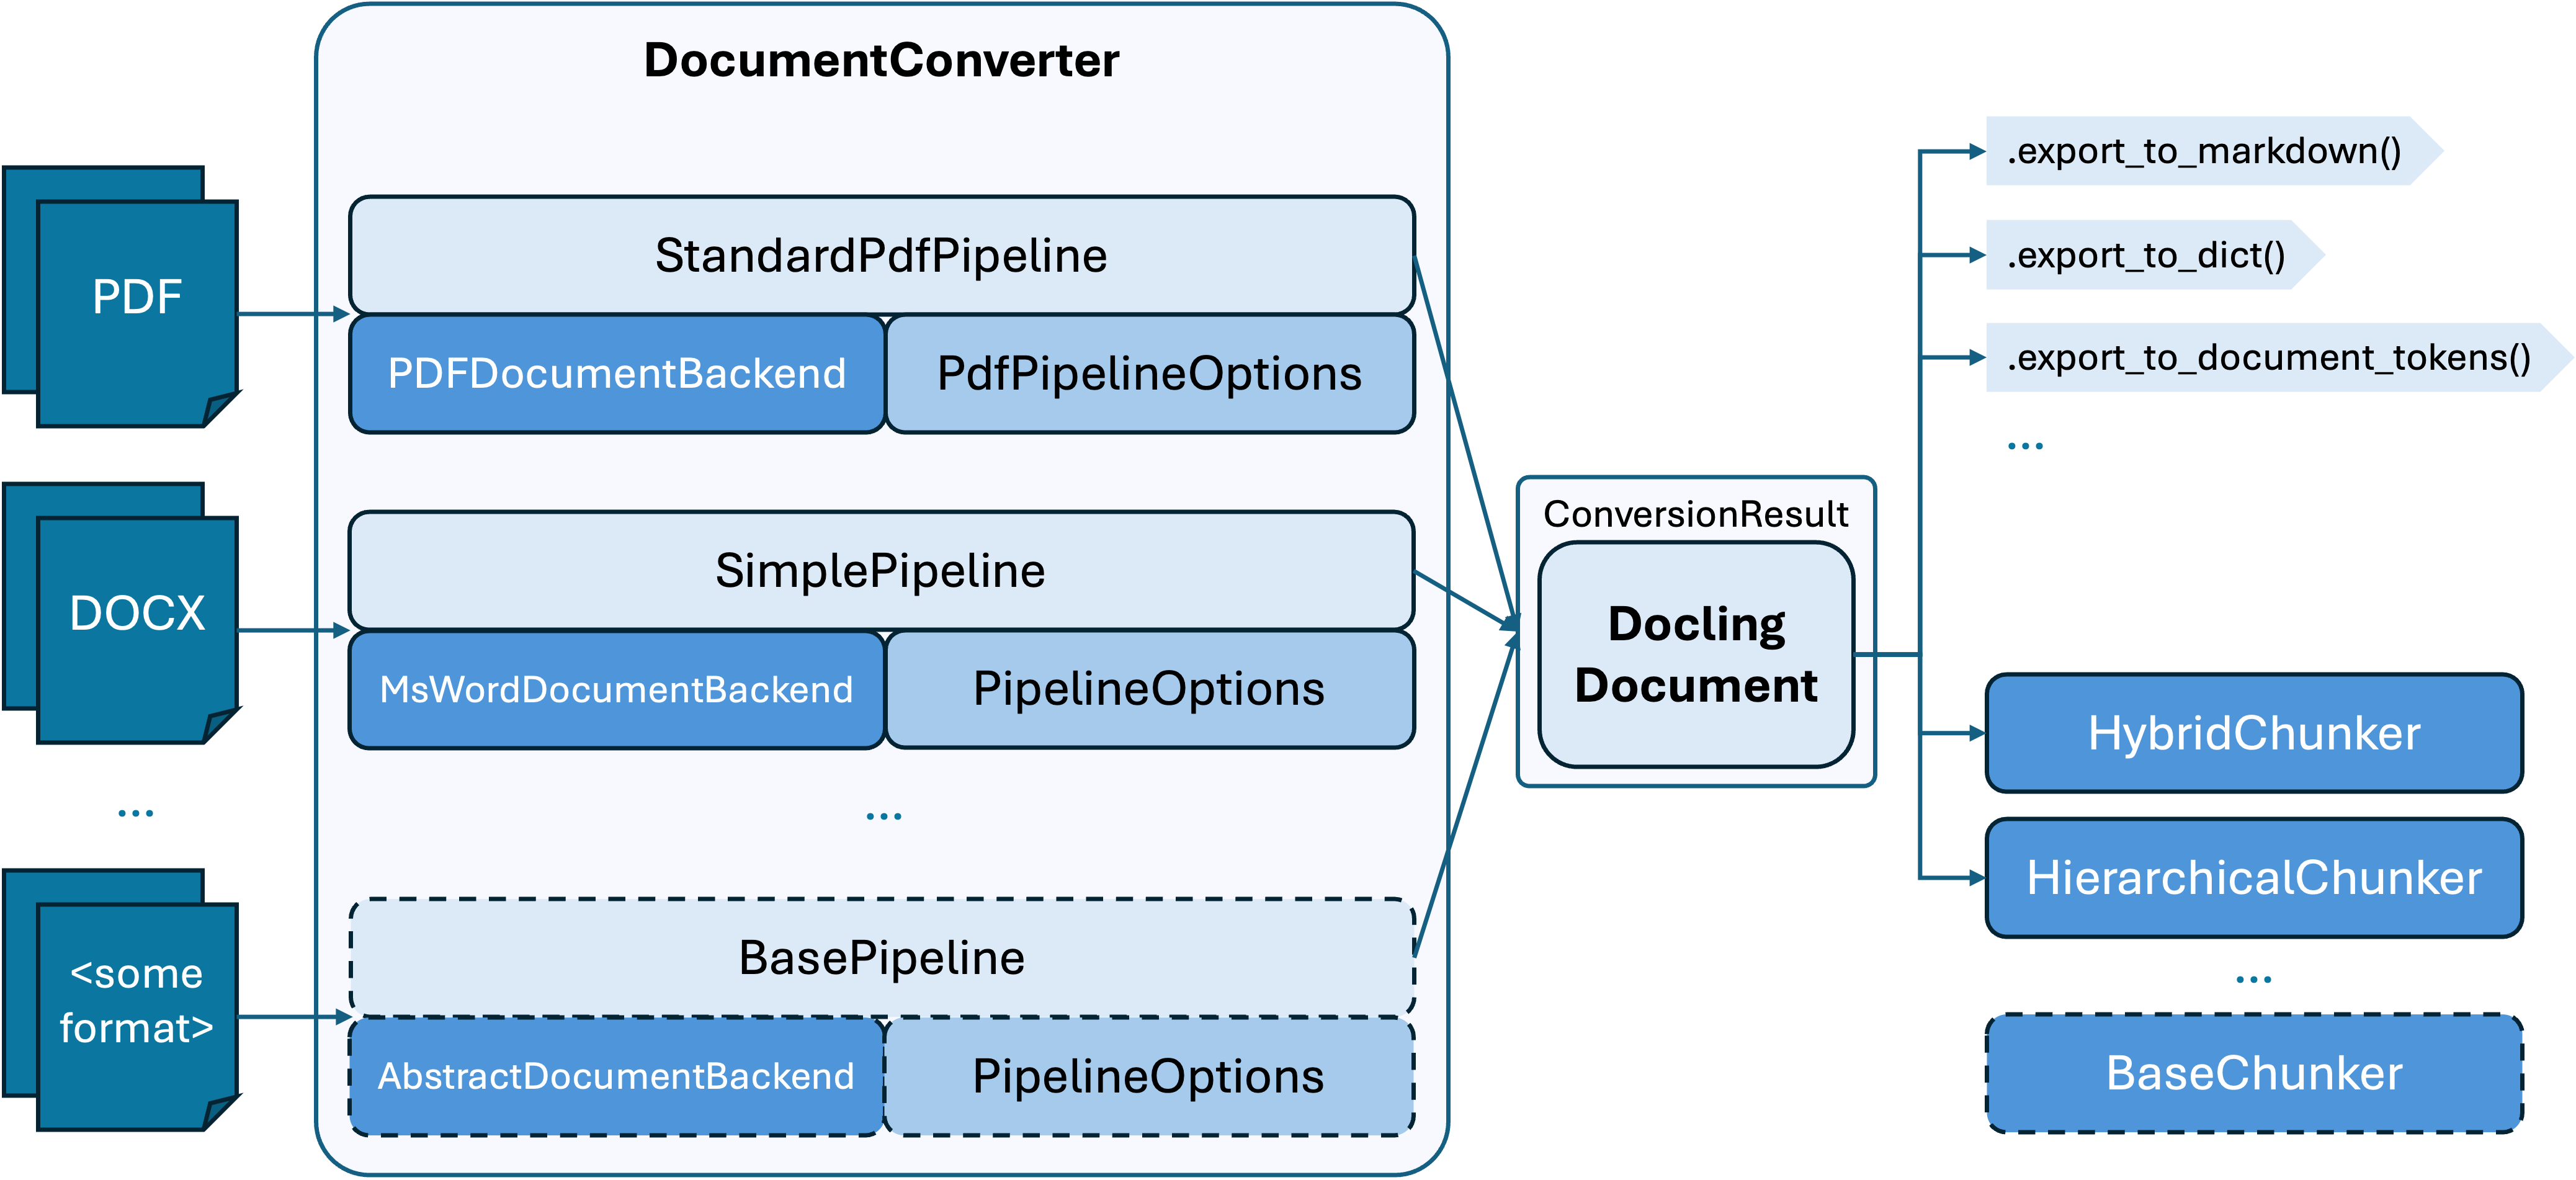 DocumentConverter
PDF
StandardPdfPipeline
PDFDocumentBackend
PdfPipelineOptions
DOCX
SimplePipeline
MsWordDocumentBackend
PipelineOptions
...
...
<some
format>
BasePipeline
AbstractDocumentBackend
PipelineOptions
ConversionResult
Docling
Document
.export_to_markdown()
.export_to_dict()
.export_to_document_tokens()
...
HybridChunker
HierarchicalChunker
...
BaseChunker